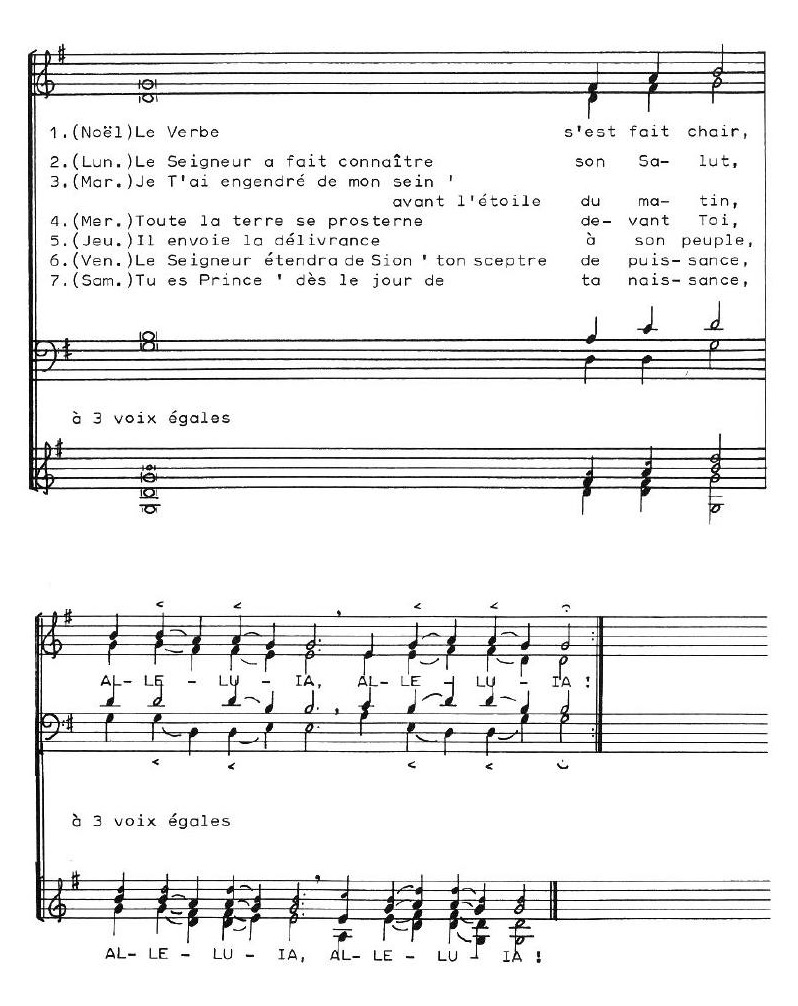 1.(Noël)Le Verbe s'est fait chair,
2.(Lun.)Le Seigneur a fait connaître son Sa- lut,
3.(Mar.)Je T'ai engendré de mon sein '
avant l'étoile du ma- tin,
4.(Mer.)Toute la terre se prosterne de- vant Toi,
5.(Jeu.)Il envoie la délivrance à son peuple,
6.(Ven.)Le Seigneur étendra de Sion ' ton sceptre de puis- sance,
7.(Sam.)Tu es Prince ' dès le jour de ta nais- sance,
à 3 voix égales
AL- LE - LU - IA, AL- LE - LU - IA !
à 3 voix égales
AL- LE - LU - IA, AL- LE - LU - IA !